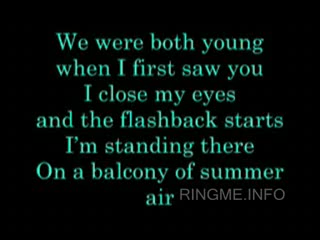 We were both young
when I first saw you
I close my eyes
and the flashback starts
I'm standing there
On a balcony of summer
air RINGME.INFO